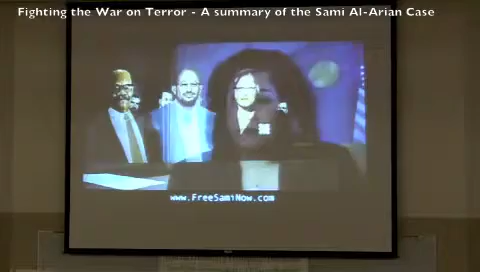 Fighting the War on Terror - A summary of the Sami Al-Arian Case
www.FreeSamiNow.com